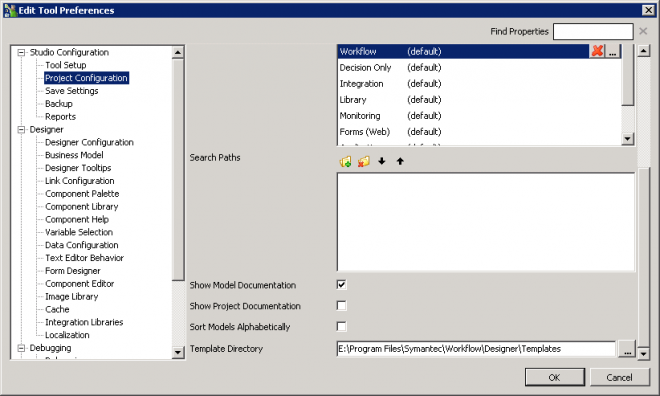 Edit Tool Preferences
Find Properties
Studio Configuration
Tool Setup
Project Configuration
Save Settings
Backup
Reports
Designer
Designer Configuration
Business Model
Designer Tooltips
Link Configuration
Component Palette
Component Library
Component Help
Variable Selection
Data Configuration
Text Editor Behavior
Form Designer
Component Editor
Image Library
Cache
Integration Libraries
Localization
Debugging
Workflow (default) ...
Decision Only (default)
Integration (default)
Library (default)
Monitoring (default)
Forms (Web) (default)
Search Paths
Show Model Documentation
Show Project Documentation
Sort Models Alphabetically
Template Directory E:\Program Files\Symantec\Workflow\Designer\Templates ...
OK Cancel